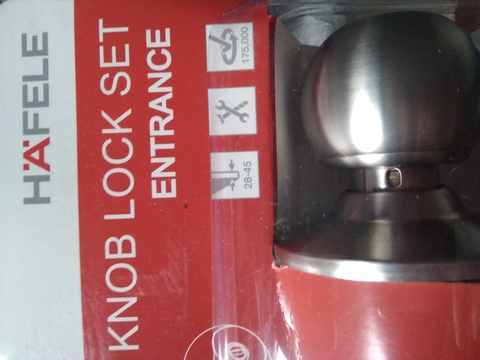 HÄFELE
KNOB LOCK SET
ENTRANCE
175,000
28-45